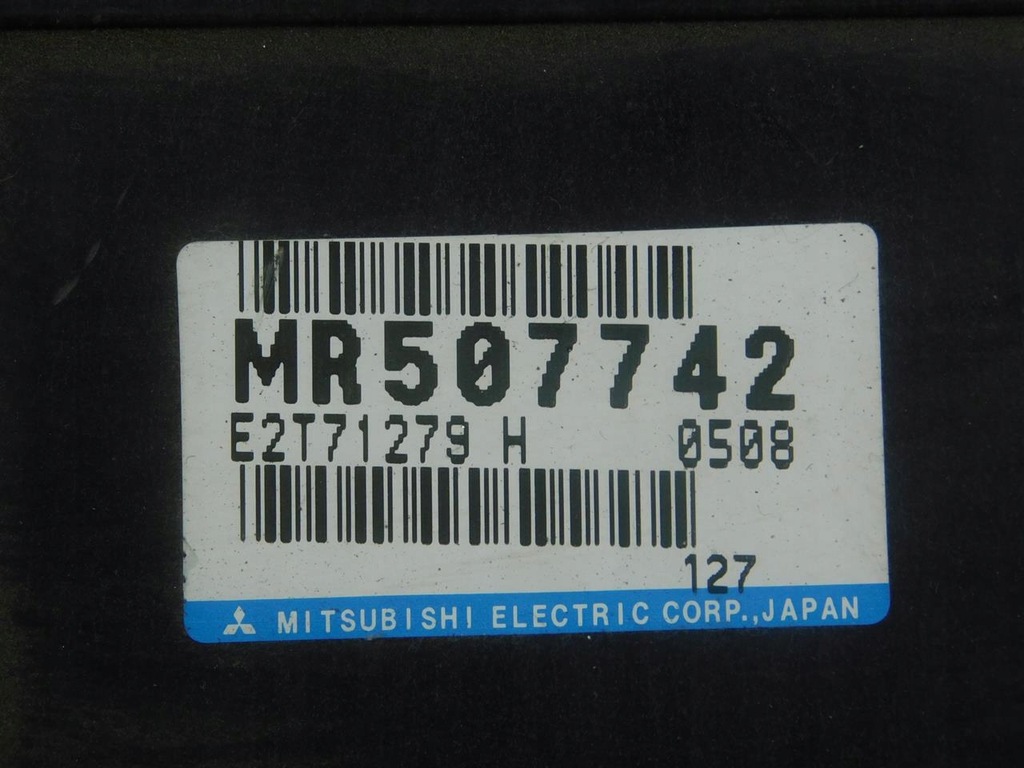 MR507742
E2T71279 H 0508
127
MITSUBISHI ELECTRIC CORP.,JAPAN